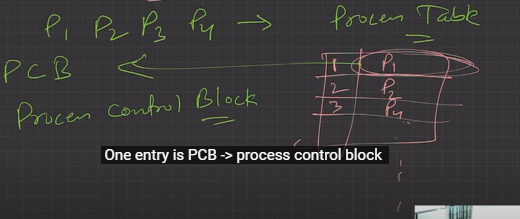 P1 P2 P3 P4 → Process Table
PCB ←
Process Control Block
1 P1
2 P2
3 P4
One entry is PCB -> process control block